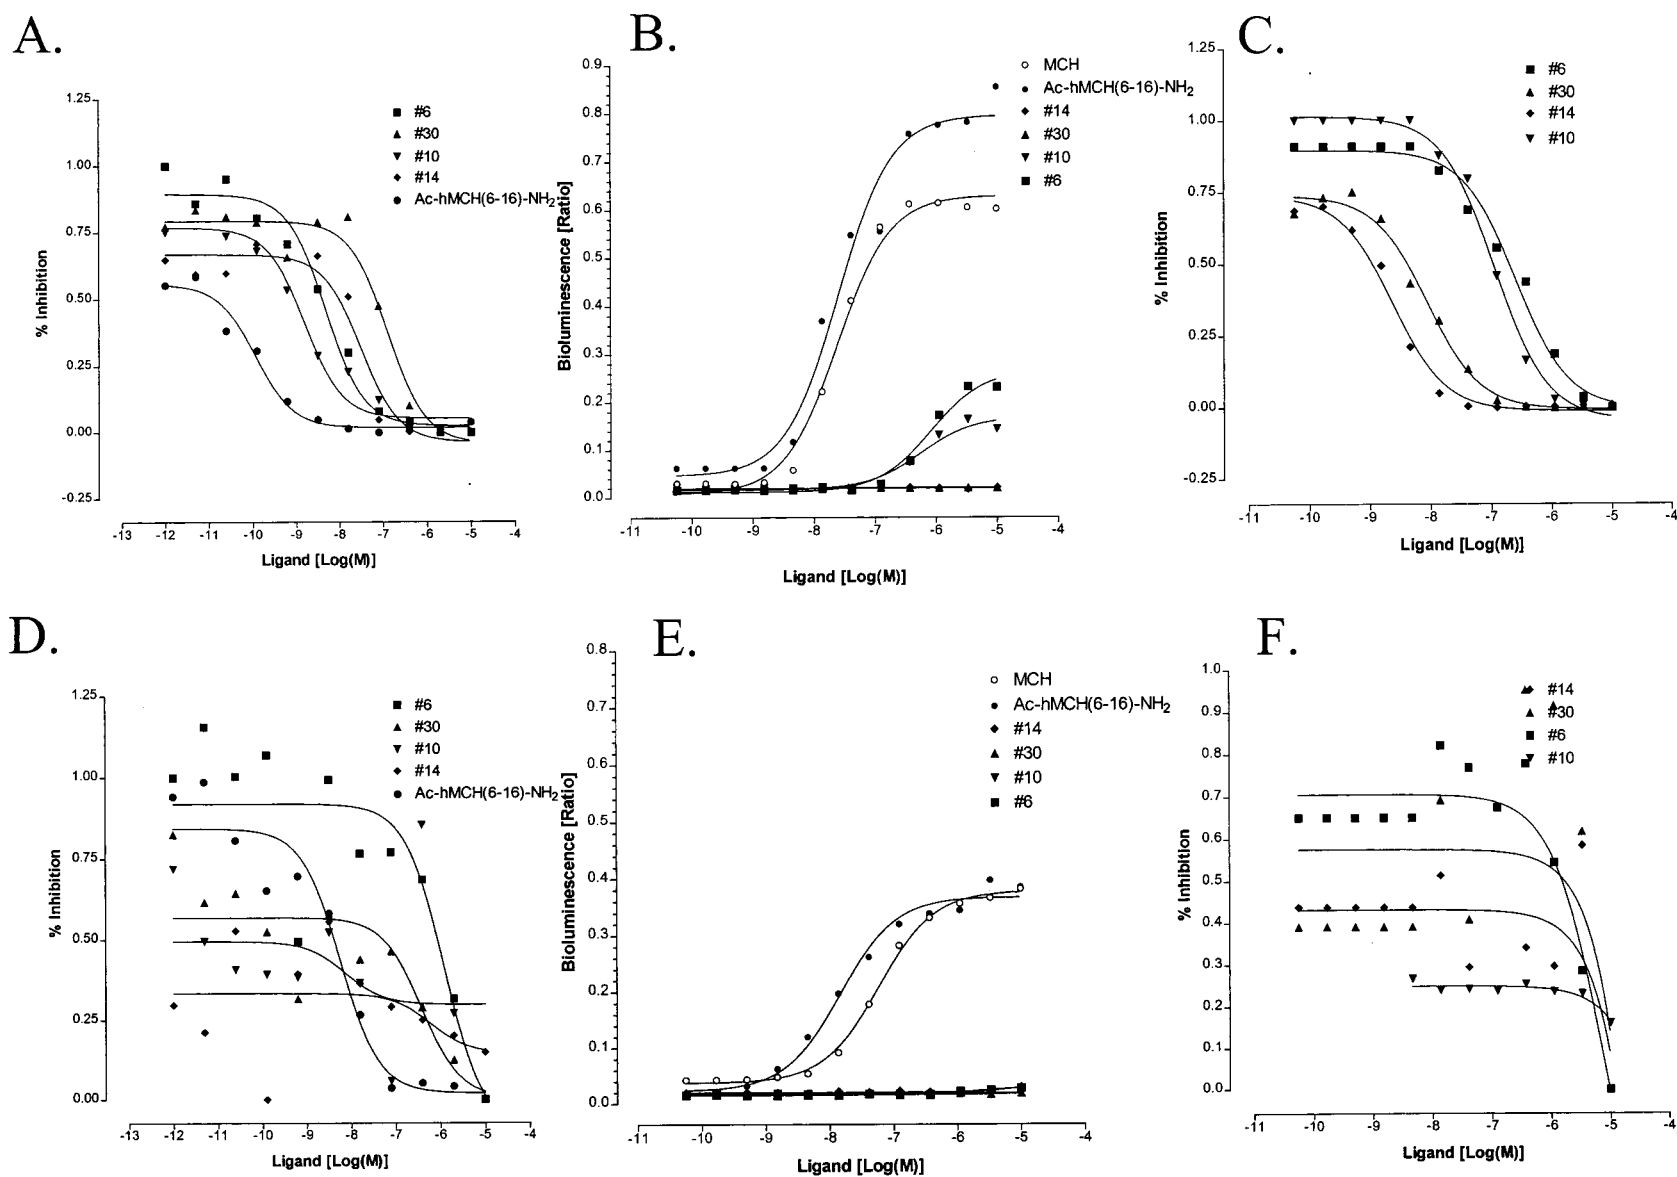 A.
1.25
1.00
0.75
0.50
0.25
0.00
-0.25
% Inhibition
-13 -12 -11 -10 -9 -8 -7 -6 -5 -4
Ligand [Log(M)]
#6
#30
#10
#14
Ac-hMCH(6-16)-NH2
B.
0.9
0.8
0.7
0.6
0.5
0.4
0.3
0.2
0.1
0.0
Bioluminescence [Ratio]
-11 -10 -9 -8 -7 -6 -5 -4
Ligand [Log(M)]
MCH
Ac-hMCH(6-16)-NH2
#14
#30
#10
#6
C.
1.25
1.00
0.75
0.50
0.25
0.00
-0.25
% Inhibition
-11 -10 -9 -8 -7 -6 -5 -4
Ligand [Log(M)]
#6
#30
#14
#10
D.
1.25
1.00
0.75
0.50
0.25
0.00
% Inhibition
-13 -12 -11 -10 -9 -8 -7 -6 -5 -4
Ligand [Log(M)]
#6
#30
#10
#14
Ac-hMCH(6-16)-NH2
E.
0.8
0.7
0.6
0.5
0.4
0.3
0.2
0.1
0.0
Bioluminescence [Ratio]
-11 -10 -9 -8 -7 -6 -5 -4
Ligand [Log(M)]
MCH
Ac-hMCH(6-16)-NH2
#14
#30
#10
#6
F.
1.0
0.9
0.8
0.7
0.6
0.5
0.4
0.3
0.2
0.1
0.0
% Inhibition
-11 -10 -9 -8 -7 -6 -5 -4
Ligand [Log(M)]
#14
#30
#6
#10